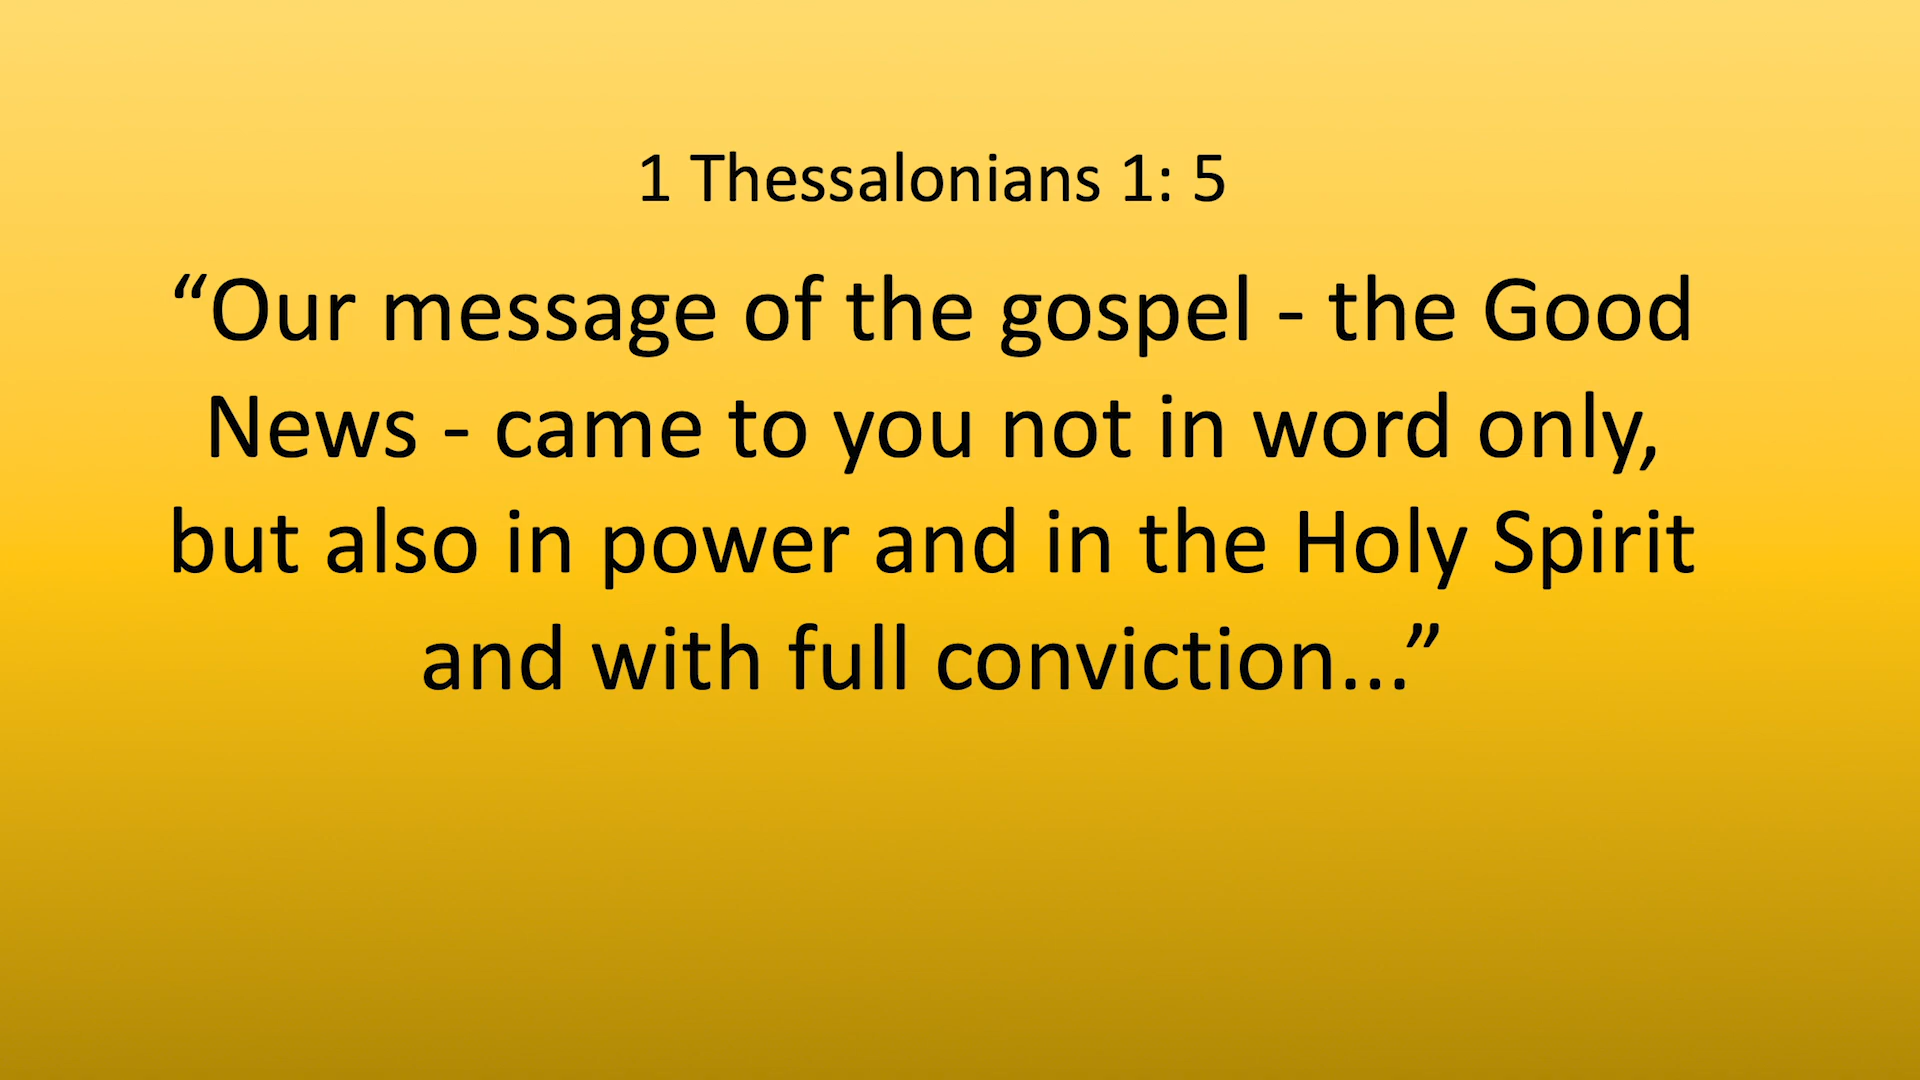 1 Thessalonians 1: 5
“Our message of the gospel - the Good
News - came to you not in word only,
but also in power and in the Holy Spirit
and with full conviction...”